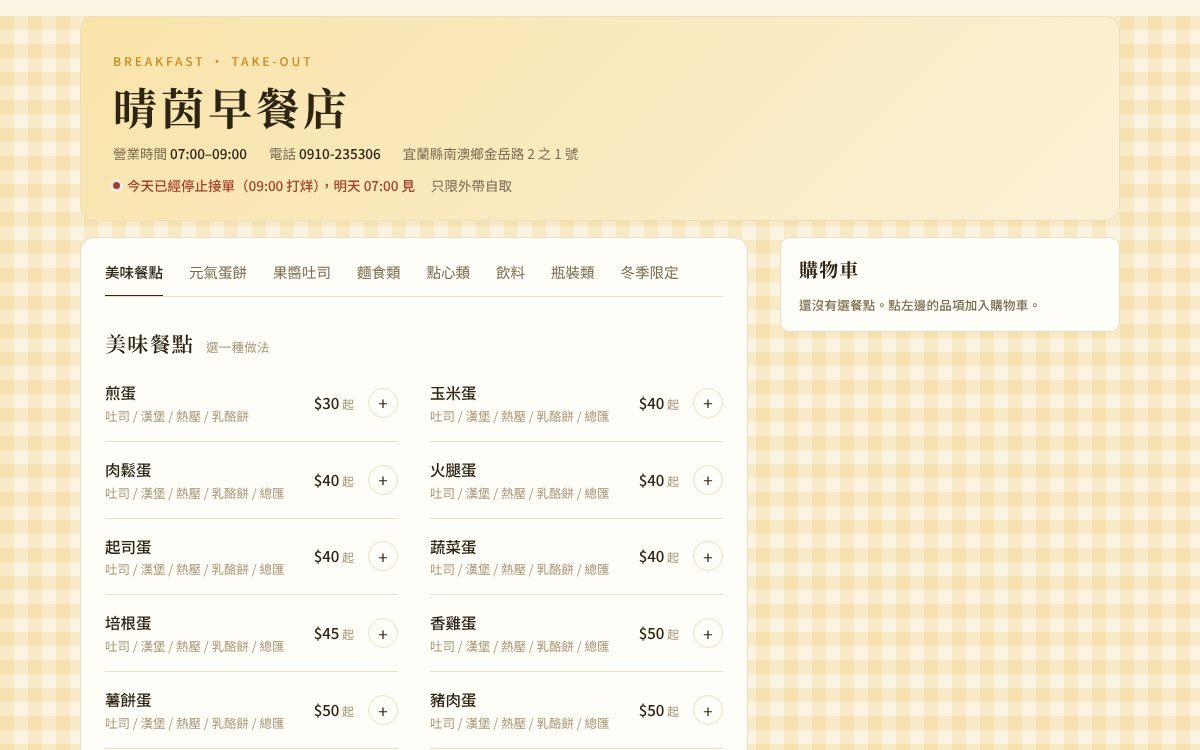 BREAKFAST • TAKE-OUT
晴茵早餐店
營業時間 07:00–09:00 電話 0910-235306 宜蘭縣南澳鄉金岳路 2 之 1 號
今天已經停止接單（09:00 打烊），明天 07:00 見 只限外帶自取
美味餐點 元氣蛋餅 果醬吐司 麵食類 點心類 飲料 瓶裝類 冬季限定
美味餐點 選一種做法
煎蛋 $30 起 +
吐司 / 漢堡 / 熱壓 / 乳酪餅
玉米蛋 $40 起 +
吐司 / 漢堡 / 熱壓 / 乳酪餅 / 總匯
肉鬆蛋 $40 起 +
吐司 / 漢堡 / 熱壓 / 乳酪餅 / 總匯
火腿蛋 $40 起 +
吐司 / 漢堡 / 熱壓 / 乳酪餅 / 總匯
起司蛋 $40 起 +
吐司 / 漢堡 / 熱壓 / 乳酪餅 / 總匯
蔬菜蛋 $40 起 +
吐司 / 漢堡 / 熱壓 / 乳酪餅 / 總匯
培根蛋 $45 起 +
吐司 / 漢堡 / 熱壓 / 乳酪餅 / 總匯
香雞蛋 $50 起 +
吐司 / 漢堡 / 熱壓 / 乳酪餅 / 總匯
薯餅蛋 $50 起 +
吐司 / 漢堡 / 熱壓 / 乳酪餅 / 總匯
豬肉蛋 $50 起 +
吐司 / 漢堡 / 熱壓 / 乳酪餅 / 總匯
購物車
還沒有選餐點。點左邊的品項加入購物車。